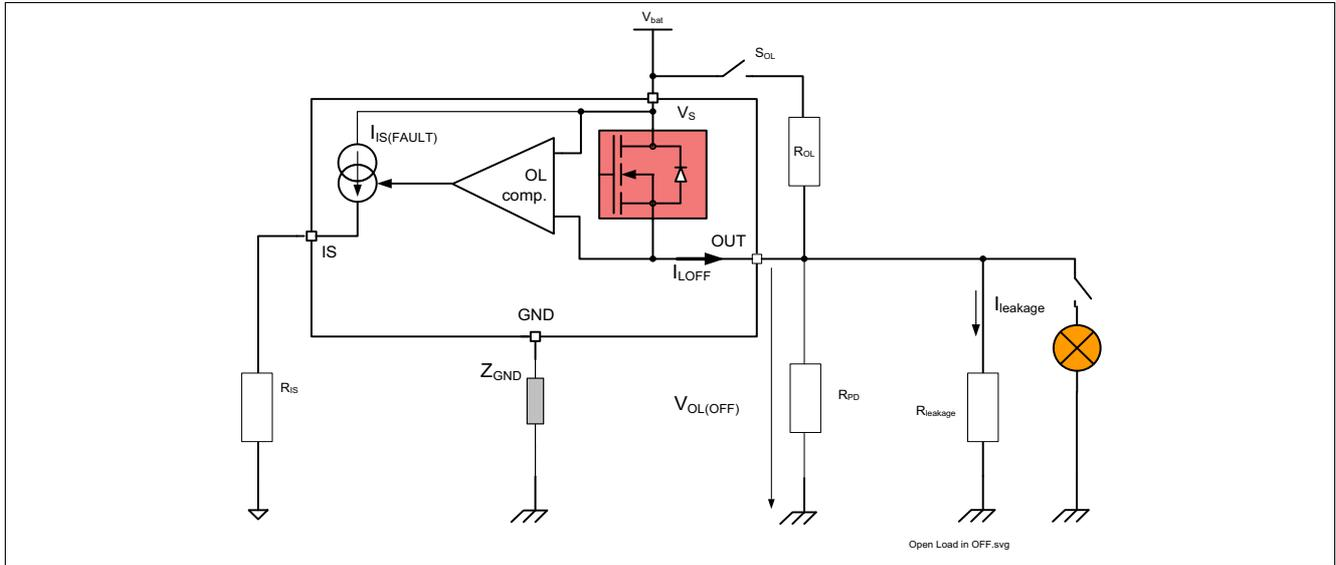 Vbat
SOL
VS
IIS(FAULT)
OL
comp.
ROL
OUT
IS
ILOFF
Ileakage
GND
ZGND
RIS
VOL(OFF)
RPD
Rleakage
Open Load in OFF.svg